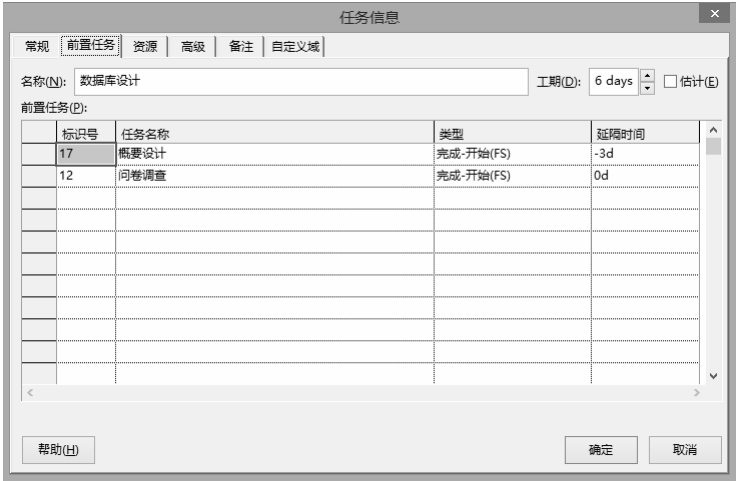 任务信息
常规 前置任务 资源 高级 备注 自定义域
名称(N): 数据库设计 工期(D): 6 days 估计(E)
前置任务(P):
标识号 任务名称 类型 延隔时间
17 概要设计 完成-开始(FS) -3d
12 问卷调查 完成-开始(FS) 0d
帮助(H) 确定 取消